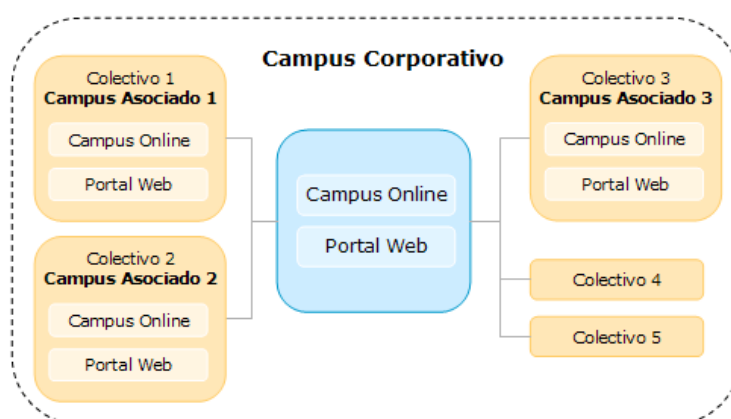 Campus Corporativo
Colectivo 1
Campus Asociado 1
Campus Online
Portal Web
Colectivo 2
Campus Asociado 2
Campus Online
Portal Web
Campus Online
Portal Web
Colectivo 3
Campus Asociado 3
Campus Online
Portal Web
Colectivo 4
Colectivo 5